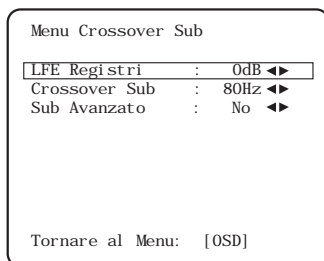 Menu Crossover Sub
LFE Registri : 0dB ◄►
Crossover Sub : 80Hz ◄►
Sub Avanzato : No ◄►
Tornare al Menu: [OSD]